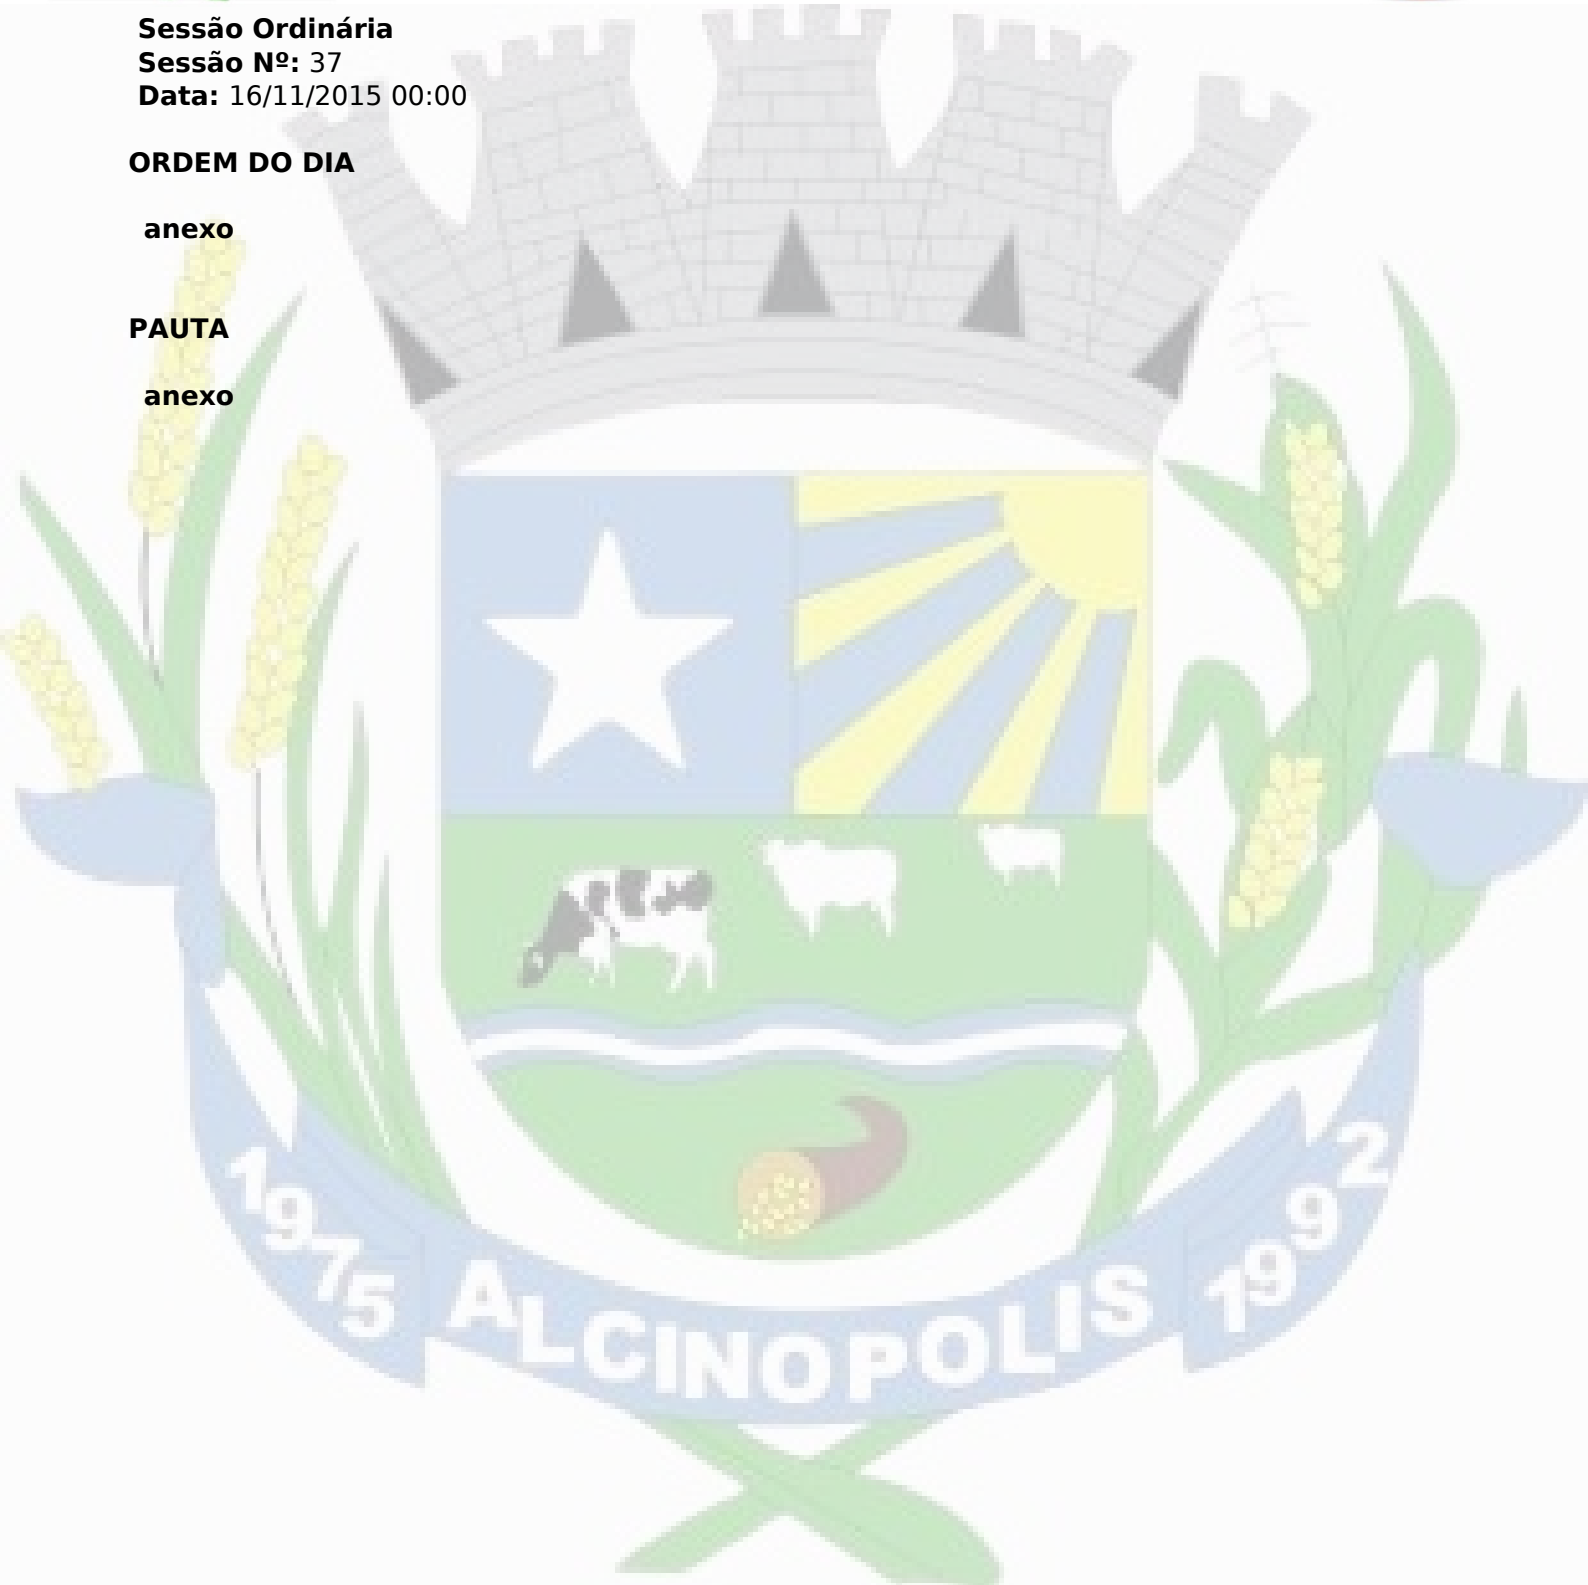 Sessão Ordinária
Sessão Nº: 37
Data: 16/11/2015 00:00
ORDEM DO DIA
anexo
PAUTA
anexo
1975
ALCINOPOLIS
1992